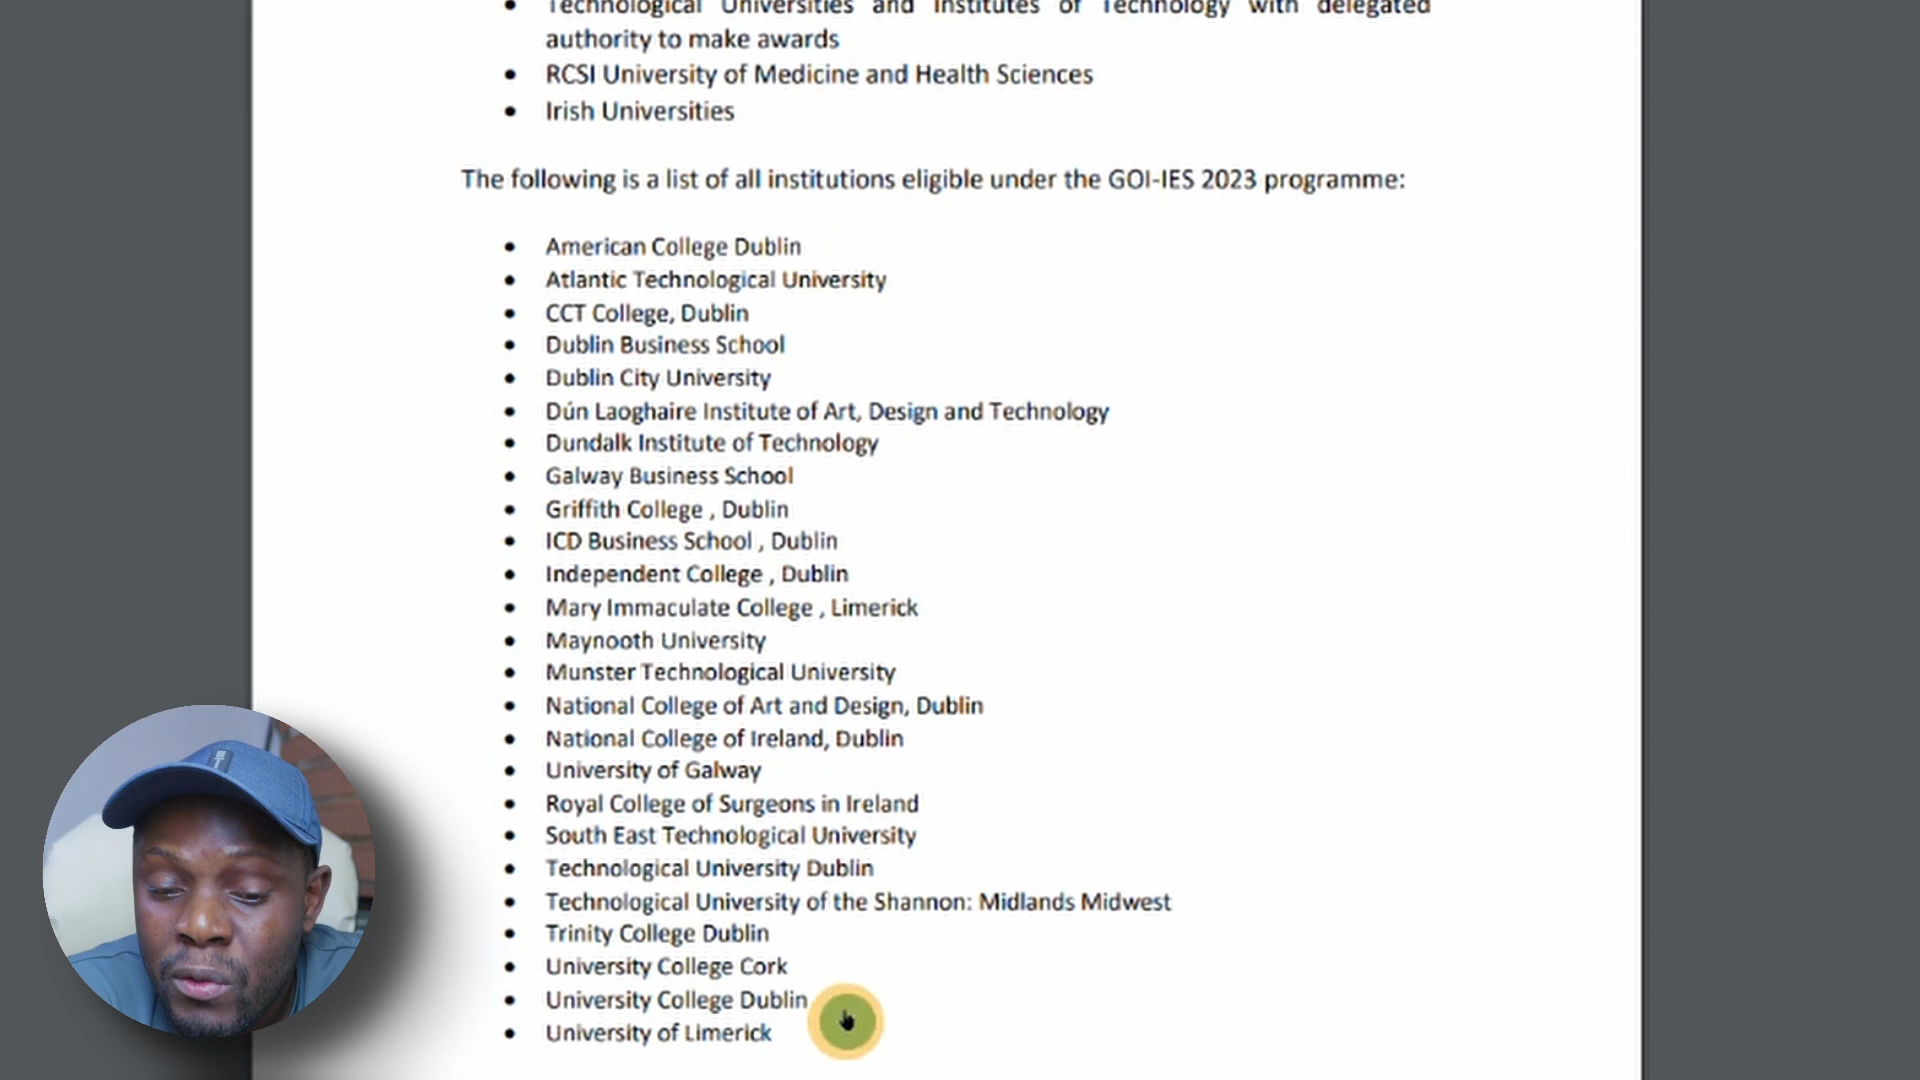 Technological Universities and Institutes of Technology with delegated
authority to make awards
• RCSI University of Medicine and Health Sciences
• Irish Universities
The following is a list of all institutions eligible under the GOI-IES 2023 programme:
• American College Dublin
• Atlantic Technological University
• CCT College, Dublin
• Dublin Business School
• Dublin City University
• Dún Laoghaire Institute of Art, Design and Technology
• Dundalk Institute of Technology
• Galway Business School
• Griffith College , Dublin
• ICD Business School , Dublin
• Independent College , Dublin
• Mary Immaculate College , Limerick
• Maynooth University
• Munster Technological University
• National College of Art and Design, Dublin
• National College of Ireland, Dublin
• University of Galway
• Royal College of Surgeons in Ireland
• South East Technological University
• Technological University Dublin
• Technological University of the Shannon: Midlands Midwest
• Trinity College Dublin
• University College Cork
• University College Dublin
• University of Limerick